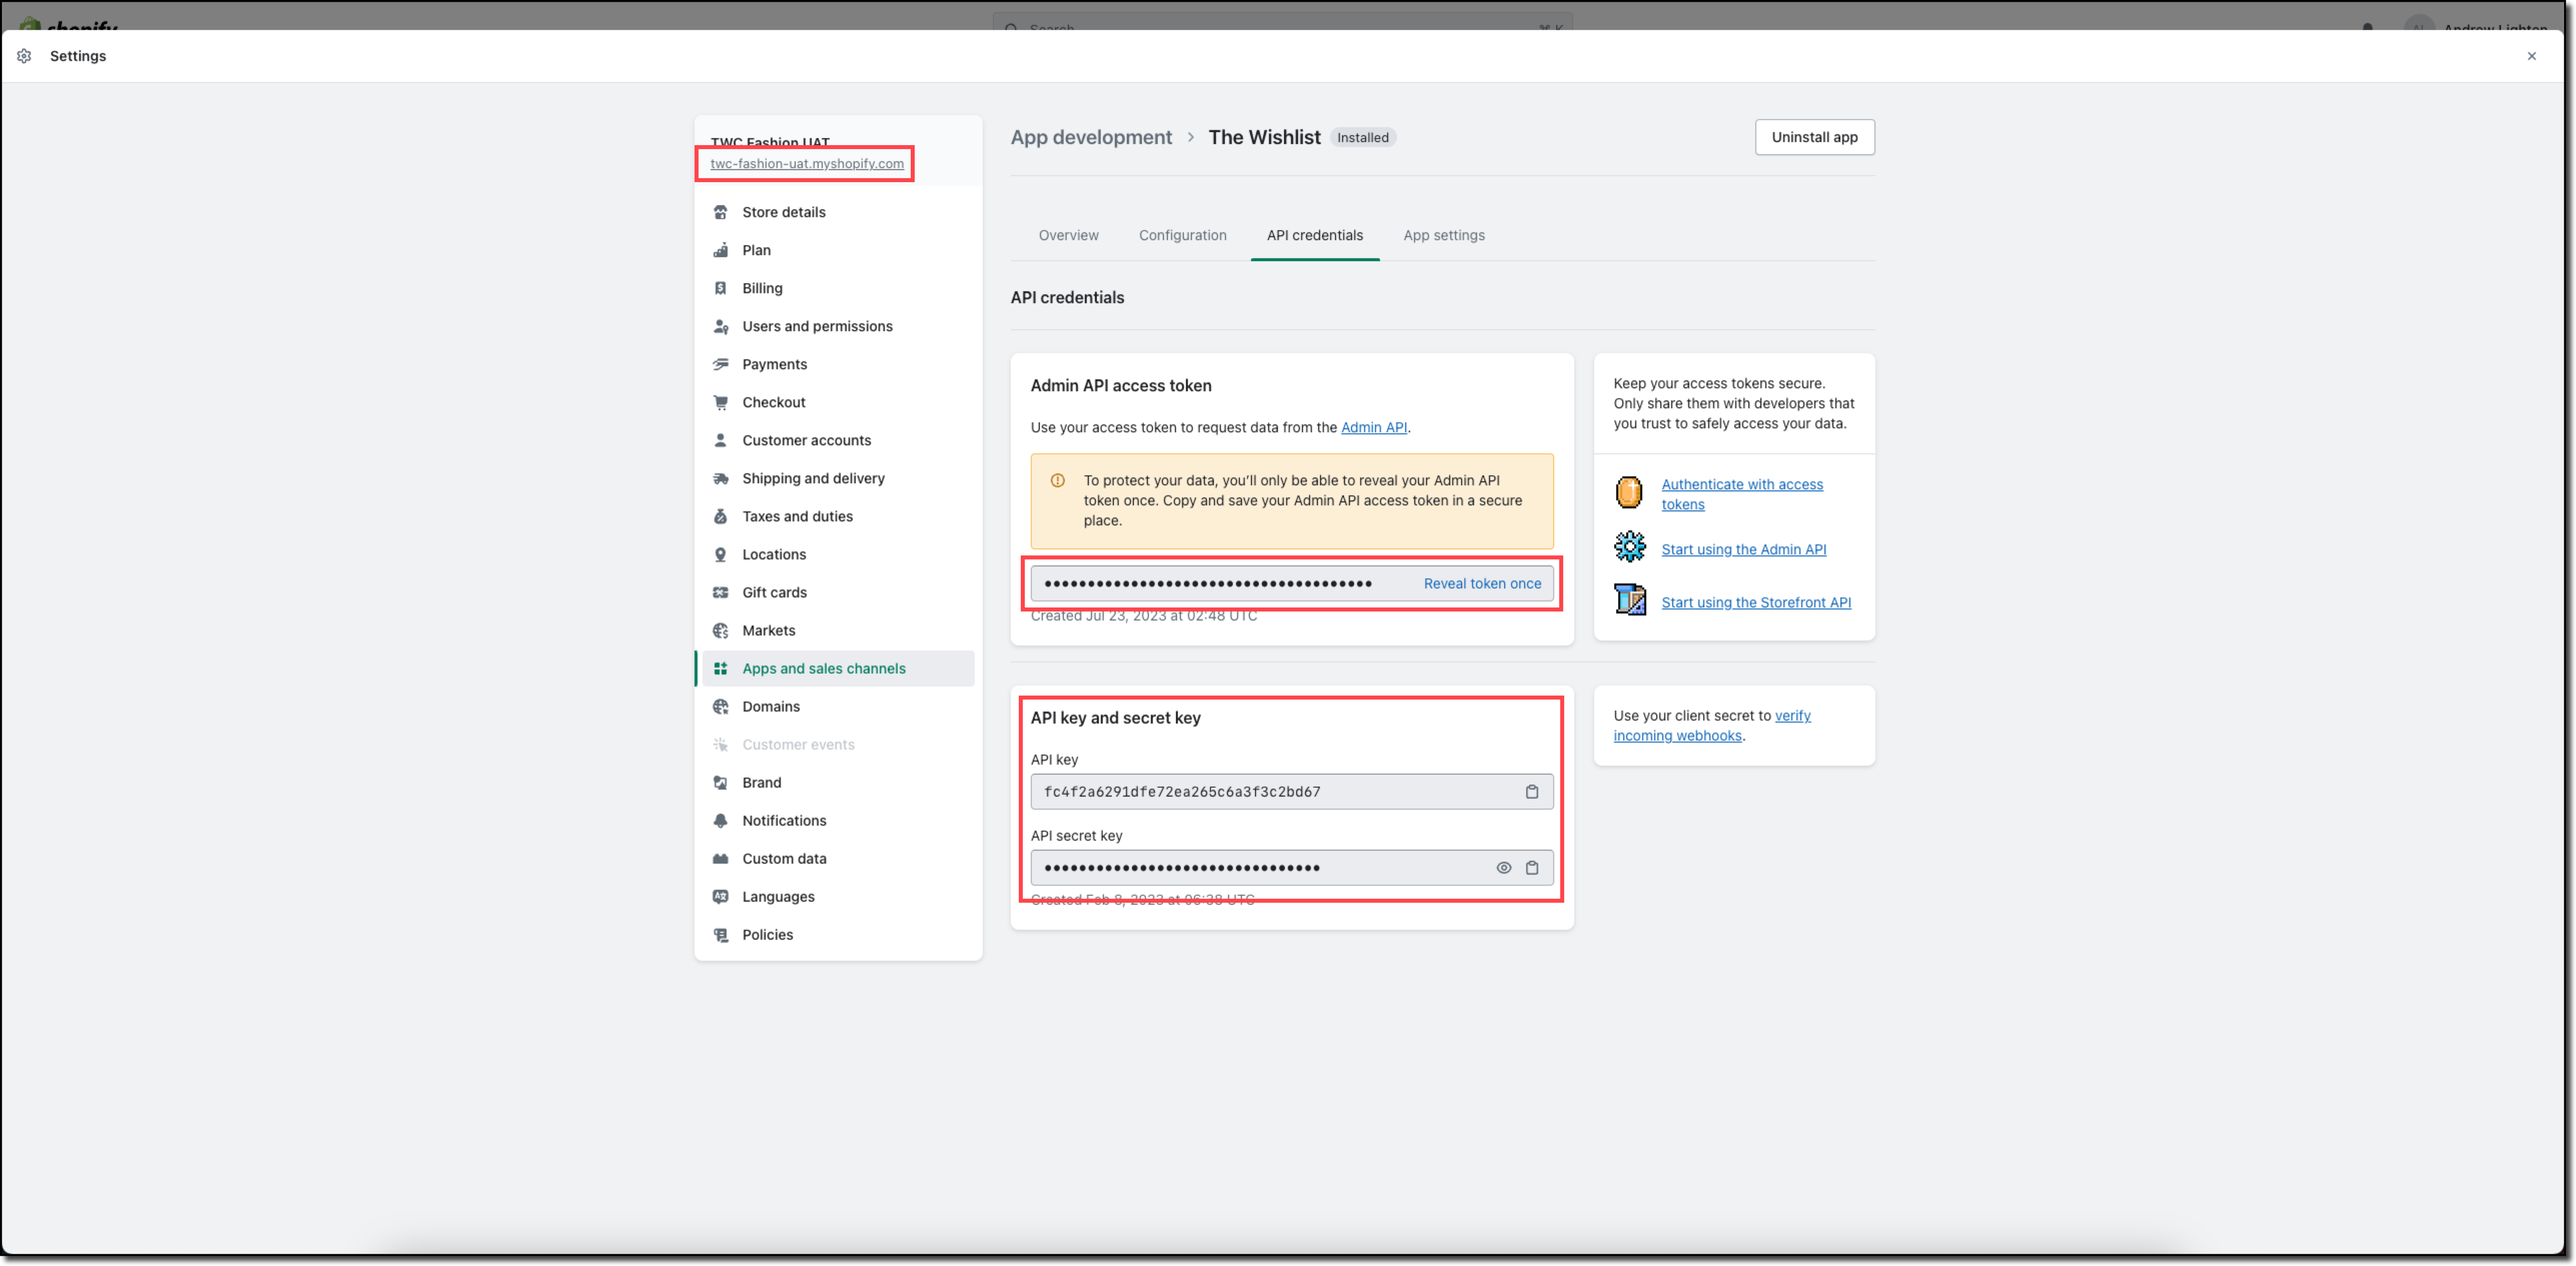 shopify
Search
⌘ K
Andrew Lighton
Settings
TWC Fashion UAT
twc-fashion-uat.myshopify.com
Store details
Plan
Billing
Users and permissions
Payments
Checkout
Customer accounts
Shipping and delivery
Taxes and duties
Locations
Gift cards
Markets
Apps and sales channels
Domains
Customer events
Brand
Notifications
Custom data
Languages
Policies
App development > The Wishlist Installed
Uninstall app
Overview Configuration API credentials App settings
API credentials
Admin API access token
Use your access token to request data from the Admin API.
To protect your data, you’ll only be able to reveal your Admin API
token once. Copy and save your Admin API access token in a secure
place.
•••••••••••••••••••••••••••••••••••••• Reveal token once
Created Jul 23, 2023 at 02:48 UTC
Keep your access tokens secure.
Only share them with developers that
you trust to safely access your data.
Authenticate with access
tokens
Start using the Admin API
Start using the Storefront API
API key and secret key
API key
fc4f2a6291dfe72ea265c6a3f3c2bd67
API secret key
••••••••••••••••••••••••••••••••
Created Feb 8, 2023 at 06:38 UTC
Use your client secret to verify
incoming webhooks.